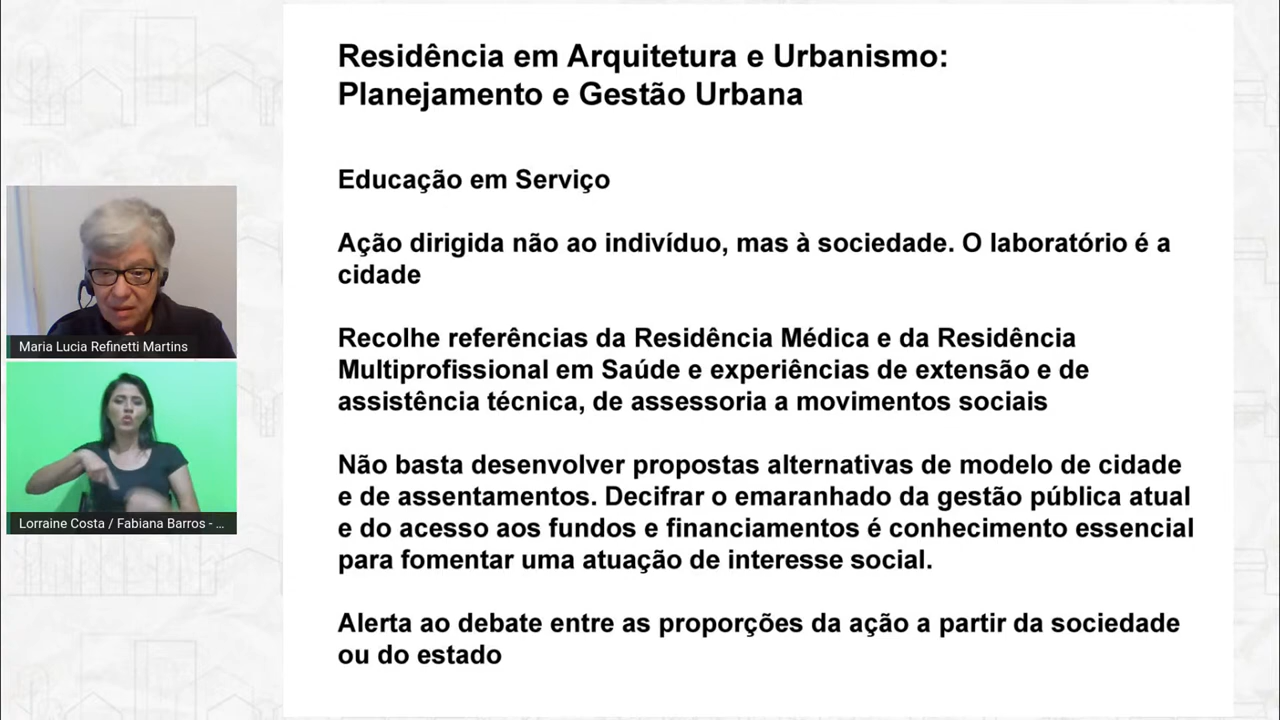 Residência em Arquitetura e Urbanismo:
Planejamento e Gestão Urbana
Educação em Serviço
Ação dirigida não ao indivíduo, mas à sociedade. O laboratório é a
cidade
Recolhe referências da Residência Médica e da Residência
Multiprofissional em Saúde e experiências de extensão e de
assistência técnica, de assessoria a movimentos sociais
Não basta desenvolver propostas alternativas de modelo de cidade
e de assentamentos. Decifrar o emaranhado da gestão pública atual
e do acesso aos fundos e financiamentos é conhecimento essencial
para fomentar uma atuação de interesse social.
Alerta ao debate entre as proporções da ação a partir da sociedade
ou do estado
Maria Lucia Refinetti Martins
Lorraine Costa / Fabiana Barros - ...